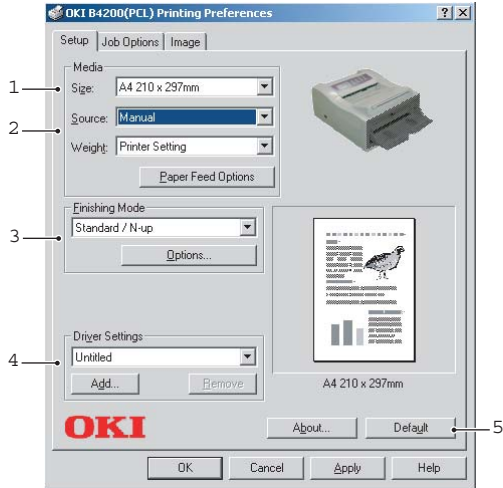 OKI B4200(PCL) Printing Preferences
Setup Job Options Image
Media
1
Size: A4 210 x 297mm
2
Source: Manual
Weight: Printer Setting
Paper Feed Options
Finishing Mode
3
Standard / N-up
Options...
Driver Settings
4
Untitled
Add... Remove
A4 210 x 297mm
OKI
About... Default
5
OK Cancel Apply Help